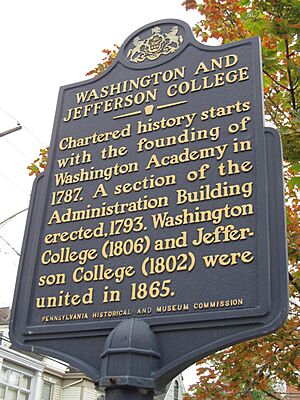 WASHINGTON AND
JEFFERSON COLLEGE
Chartered history starts
with the founding of
Washington Academy in
1787. A section of the
Administration Building
erected, 1793. Washington
College (1806) and Jeffer-
son College (1802) were
united in 1865.
PENNSYLVANIA HISTORICAL AND MUSEUM COMMISSION